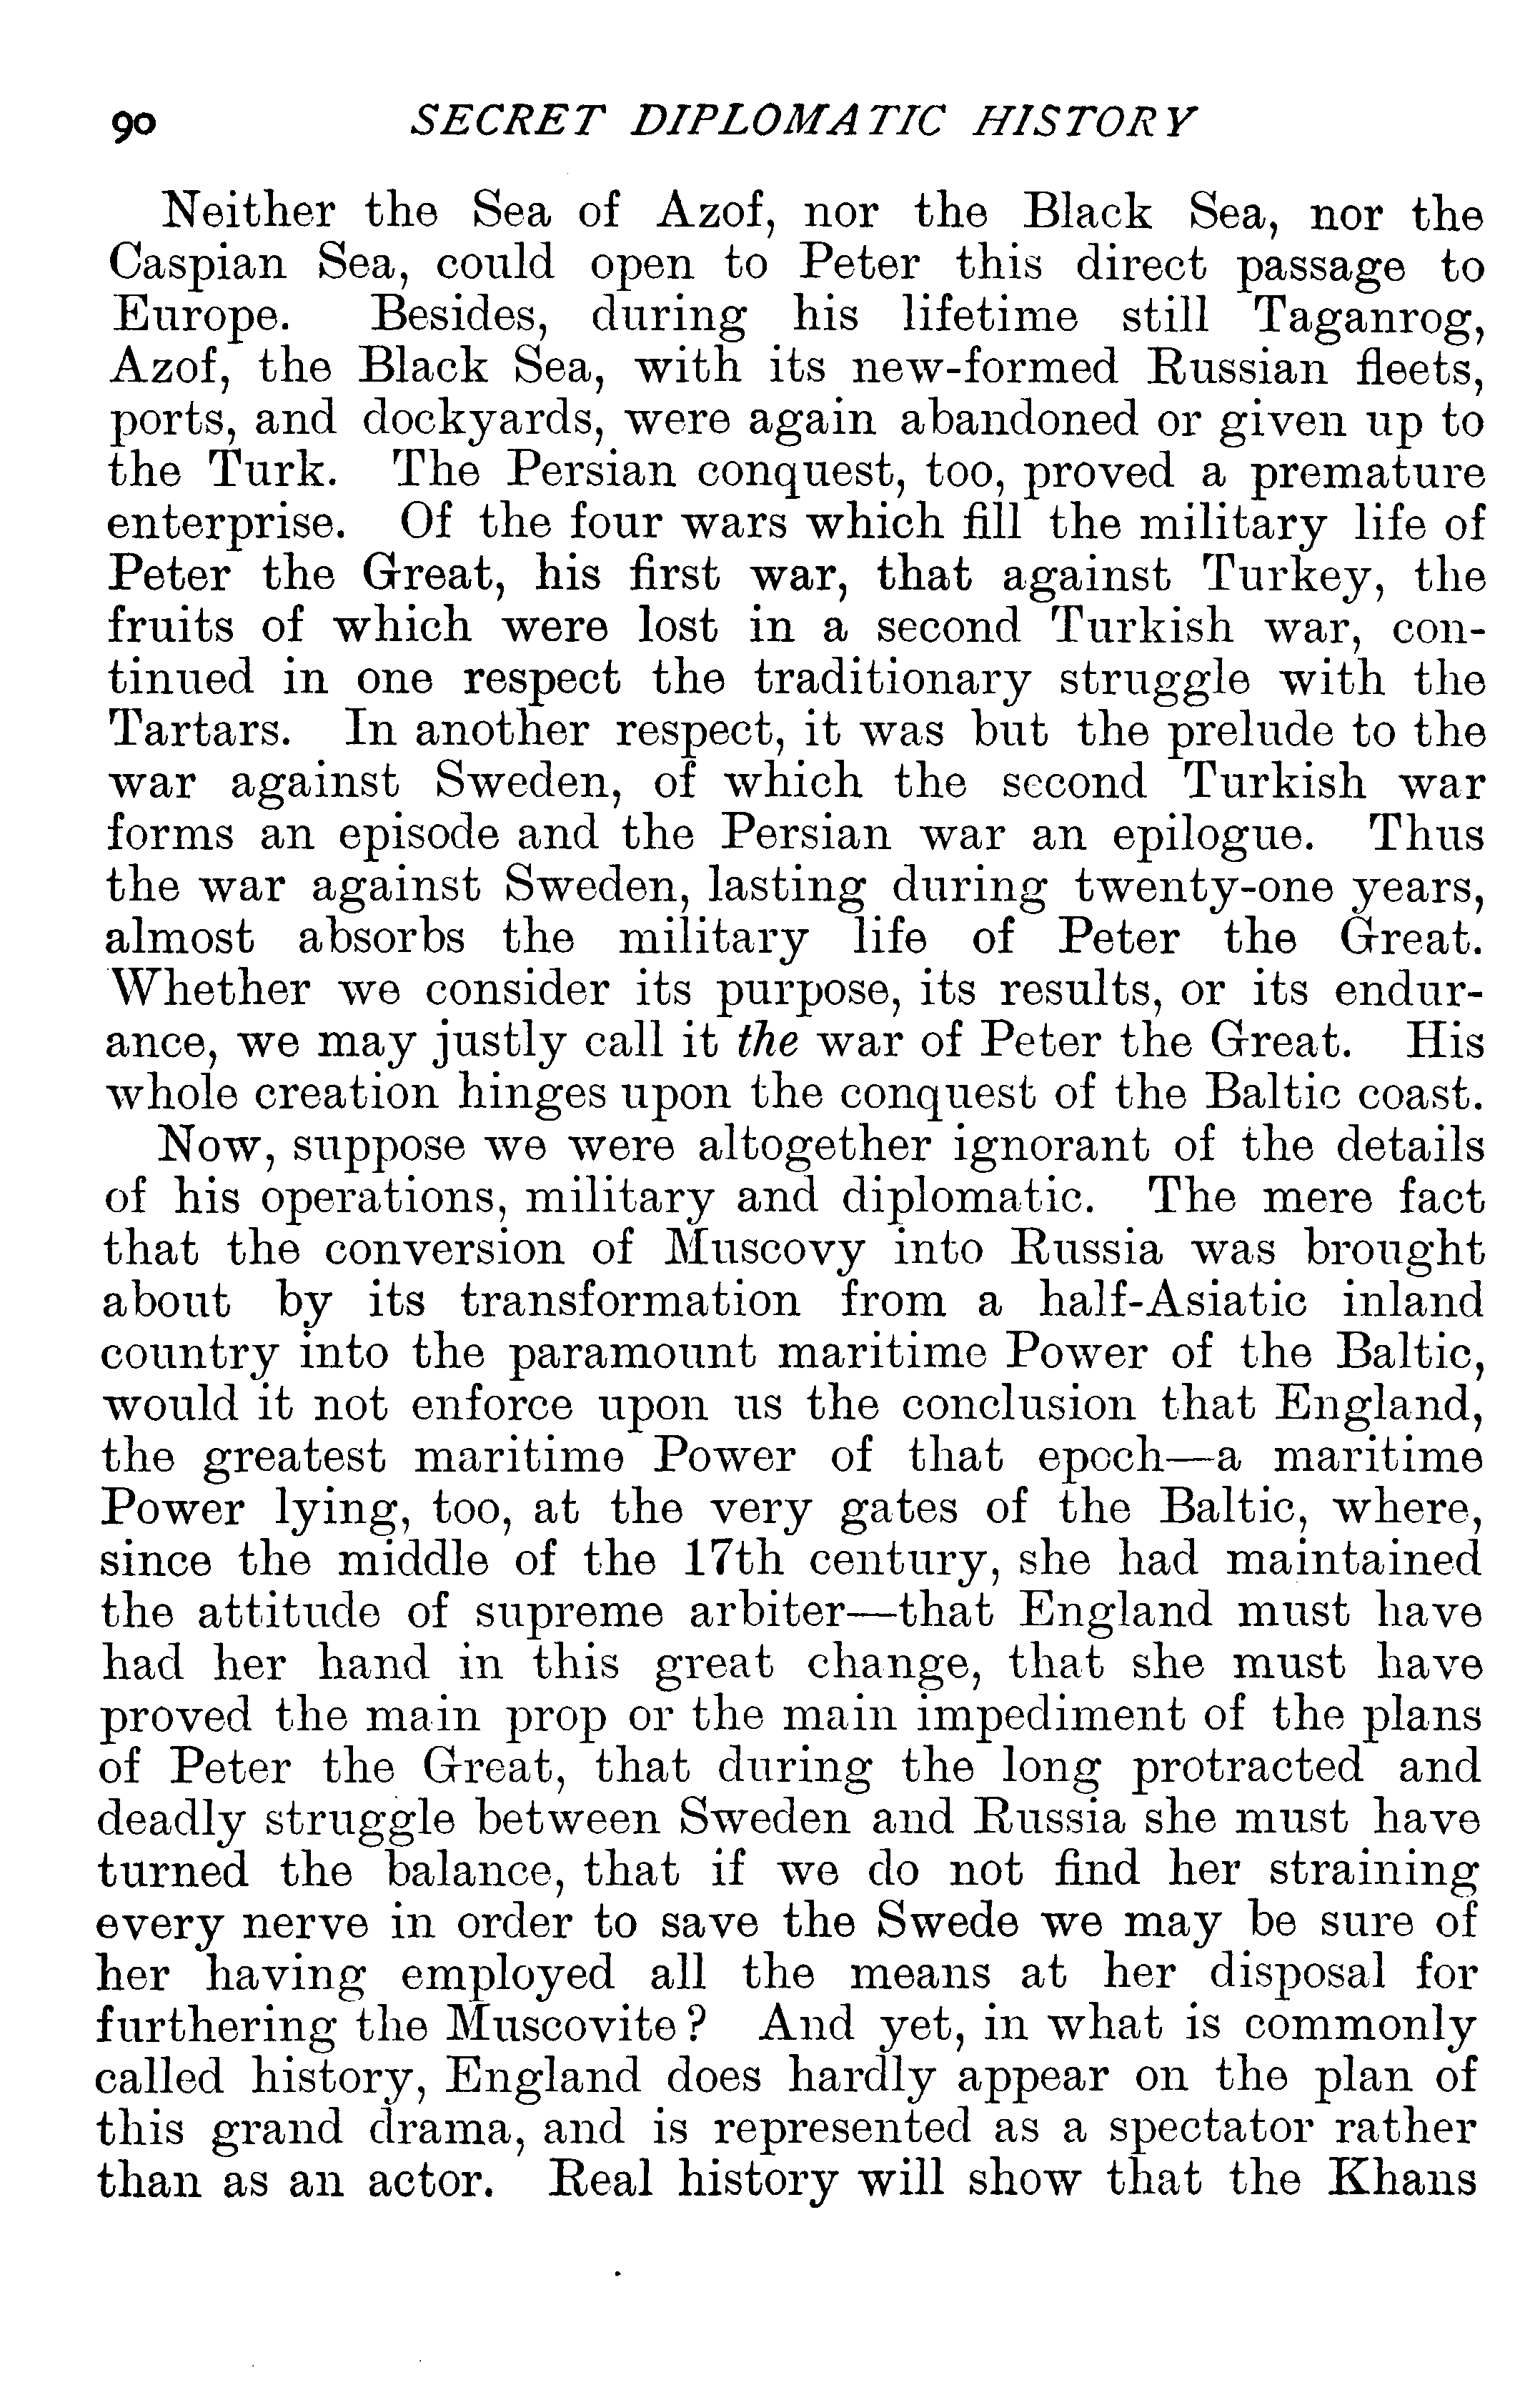 90 SECRET DIPLOMATIC HISTORY
Neither the Sea of Azof, nor the Black Sea, nor the
Caspian Sea, could open to Peter this direct passage to
Europe. Besides, during his lifetime still Taganrog,
Azof, the Black Sea, with its new-formed Russian fleets,
ports, and dockyards, were again abandoned or given up to
the Turk. The Persian conquest, too, proved a premature
enterprise. Of the four wars which fill the military life of
Peter the Great, his first war, that against Turkey, the
fruits of which were lost in a second Turkish war, con-
tinued in one respect the traditionary struggle with the
Tartars. In another respect, it was but the prelude to the
war against Sweden, of which the second Turkish war
forms an episode and the Persian war an epilogue. Thus
the war against Sweden, lasting during twenty-one years,
almost absorbs the military life of Peter the Great.
Whether we consider its purpose, its results, or its endur-
ance, we may justly call it the war of Peter the Great. His
whole creation hinges upon the conquest of the Baltic coast.
Now, suppose we were altogether ignorant of the details
of his operations, military and diplomatic. The mere fact
that the conversion of Muscovy into Russia was brought
about by its transformation from a half-Asiatic inland
country into the paramount maritime Power of the Baltic,
would it not enforce upon us the conclusion that England,
the greatest maritime Power of that epoch—a maritime
Power lying, too, at the very gates of the Baltic, where,
since the middle of the 17th century, she had maintained
the attitude of supreme arbiter—that England must have
had her hand in this great change, that she must have
proved the main prop or the main impediment of the plans
of Peter the Great, that during the long protracted and
deadly struggle between Sweden and Russia she must have
turned the balance, that if we do not find her straining
every nerve in order to save the Swede we may be sure of
her having employed all the means at her disposal for
furthering the Muscovite? And yet, in what is commonly
called history, England does hardly appear on the plan of
this grand drama, and is represented as a spectator rather
than as an actor. Real history will show that the Khans